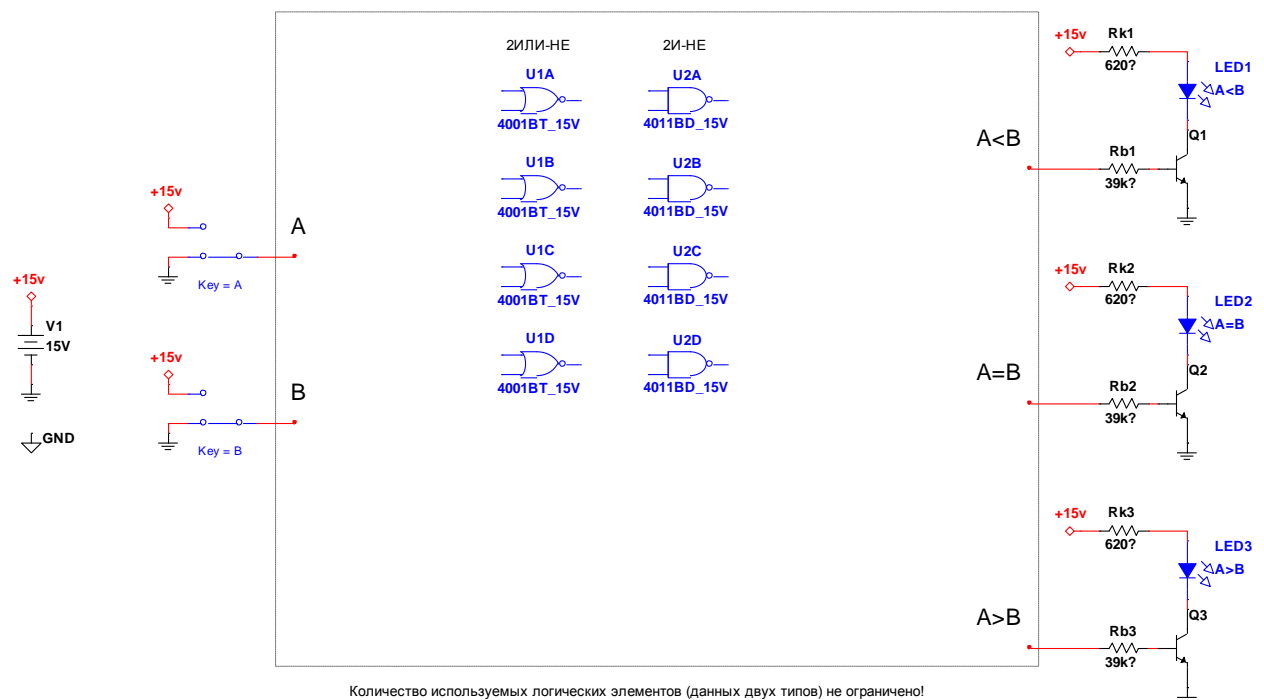 2ИЛИ-НЕ
2И-НЕ
U1A
4001BT_15V
U2A
4011BD_15V
U1B
4001BT_15V
U2B
4011BD_15V
U1C
4001BT_15V
U2C
4011BD_15V
U1D
4001BT_15V
U2D
4011BD_15V
+15v
V1
15V
GND
+15v
A
Key = A
+15v
B
Key = B
A<B
+15v
Rk1
620?
LED1
A<B
Q1
Rb1
39k?
A=B
+15v
Rk2
620?
LED2
A=B
Q2
Rb2
39k?
A>B
+15v
Rk3
620?
LED3
A>B
Q3
Rb3
39k?
Количество используемых логических элементов (данных двух типов) не ограничено!